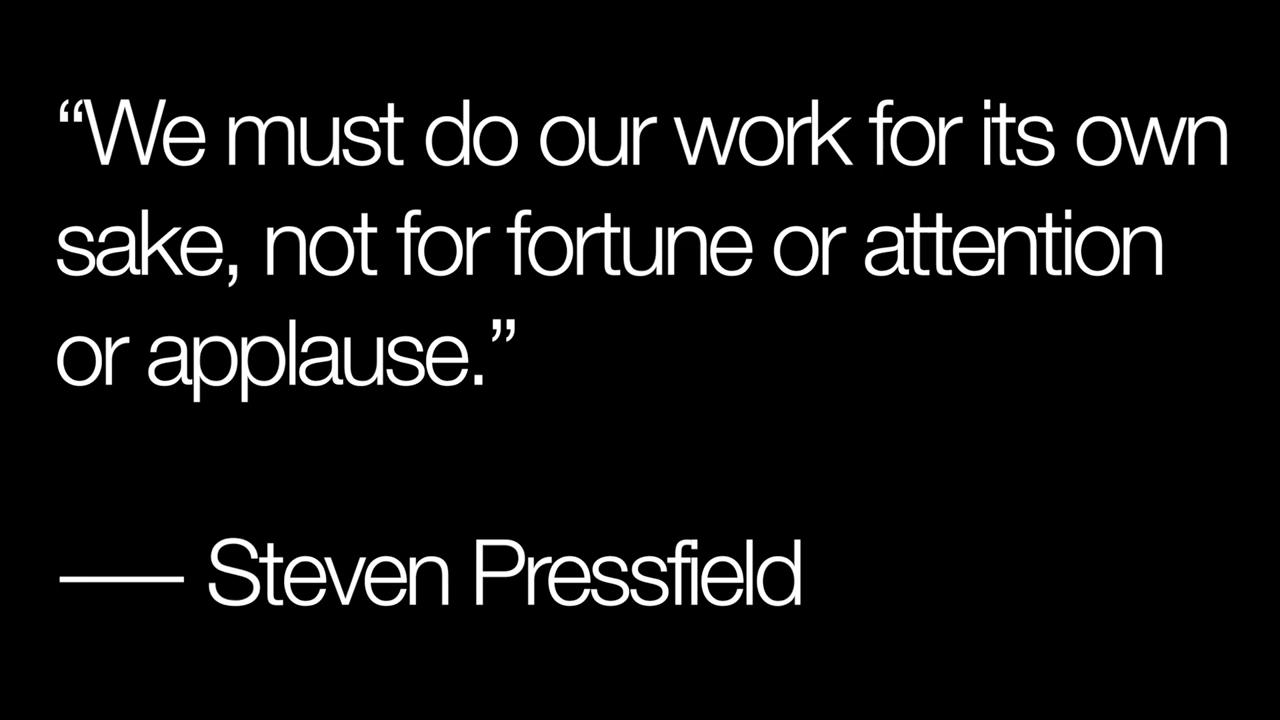 “We must do our work for its own
sake, not for fortune or attention
or applause.”
— Steven Pressfield